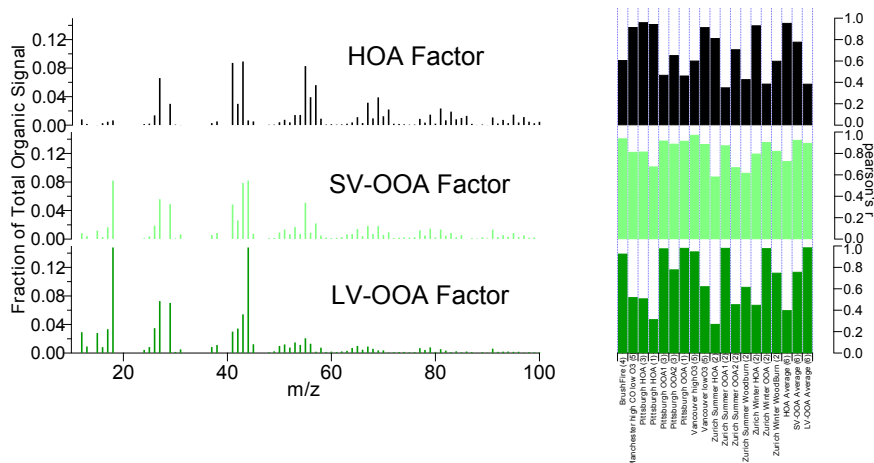 Fraction of Total Organic Signal
0.12
0.08
0.04
0.00
HOA Factor
0.12
0.08
0.04
0.00
SV-OOA Factor
0.12
0.08
0.04
0.00
LV-OOA Factor
20
40
60
80
100
m/z
1.0
0.8
0.6
0.4
0.2
0.0
1.0
0.8
0.6
0.4
0.2
0.0
1.0
0.8
0.6
0.4
0.2
0.0
pearson's r
BrushFire (4)
Manchester high CO low O3 (5
Pittsburgh HOA (3)
Pittsburgh HOA (1)
Pittsburgh OOA1 (3)
Pittsburgh OOA2 (3)
Pittsburgh OOA (1)
Vancouver highO3 (5)
Vancouver lowO3 (5)
Zurich Summer HOA (2)
Zurich Summer OOA1 (2)
Zurich Summer OOA2 (2)
Zurich Summer Woodburn (2
Zurich Winter HOA (2)
Zurich Winter OOA (2)
Zurich Winter WoodBurn (2
HOA Average (6)
SV-OOA Average (6)
LV-OOA Average (6)